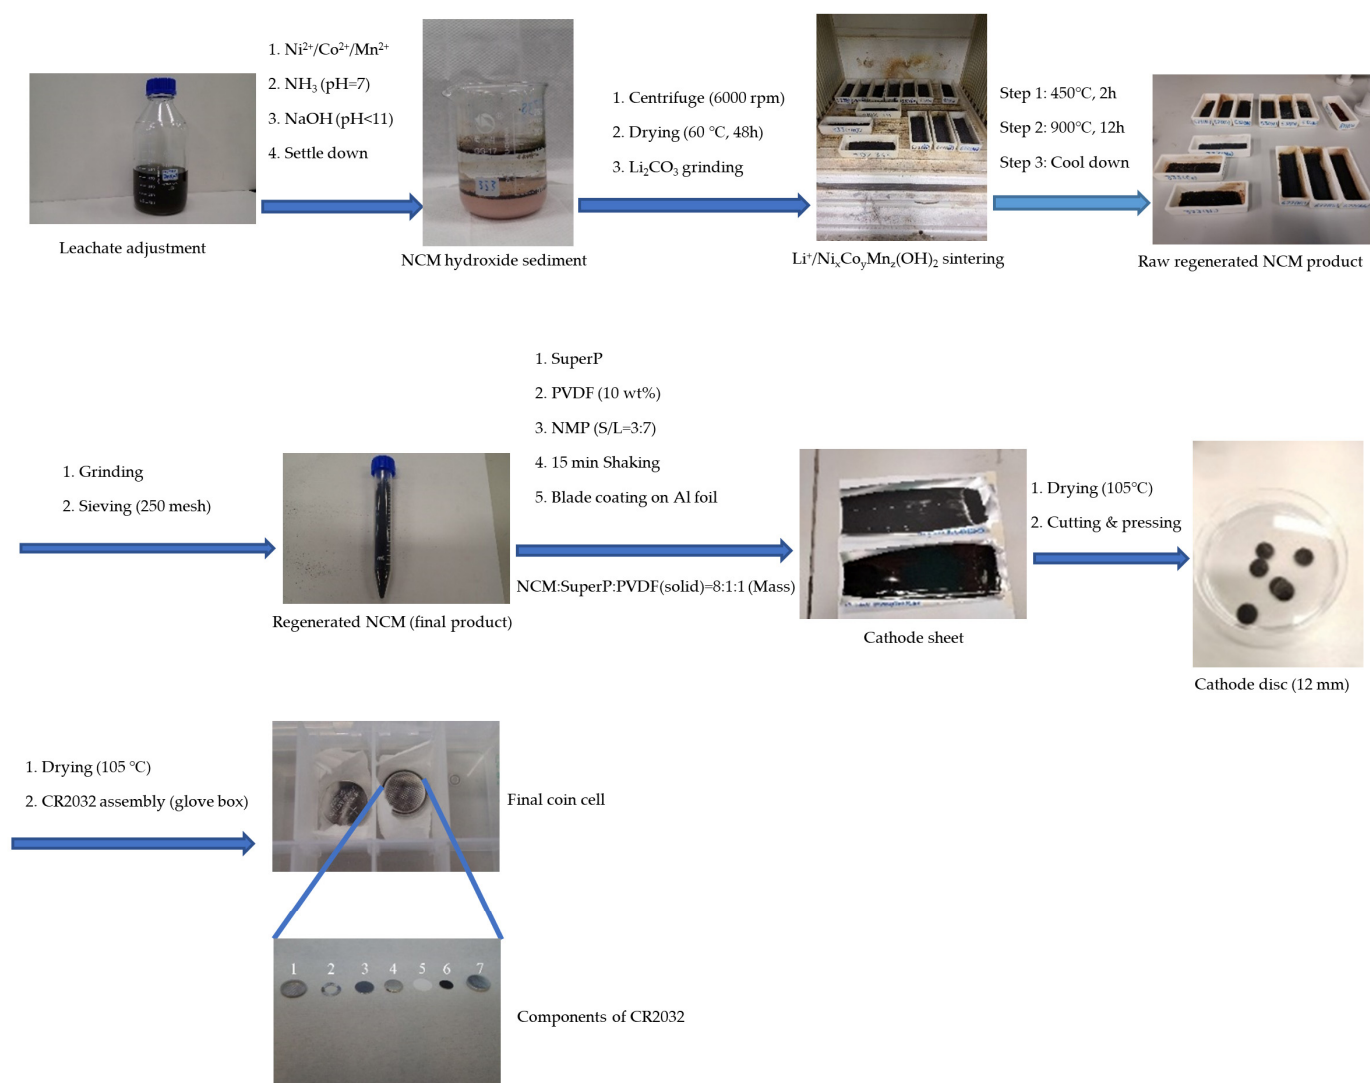 1. Ni²⁺/Co²⁺/Mn²⁺
2. NH₃ (pH=7)
3. NaOH (pH<11)
4. Settle down
Leachate adjustment
333
NCM hydroxide sediment
1. Centrifuge (6000 rpm)
2. Drying (60 °C, 48h)
3. Li₂CO₃ grinding
Li⁺/NiₓCoᵧMn_z(OH)₂ sintering
Step 1: 450°C, 2h
Step 2: 900°C, 12h
Step 3: Cool down
Raw regenerated NCM product
1. Grinding
2. Sieving (250 mesh)
Regenerated NCM (final product)
1. SuperP
2. PVDF (10 wt%)
3. NMP (S/L=3:7)
4. 15 min Shaking
5. Blade coating on Al foil
NCM:SuperP:PVDF(solid)=8:1:1 (Mass)
Cathode sheet
1. Drying (105°C)
2. Cutting & pressing
Cathode disc (12 mm)
1. Drying (105 °C)
2. CR2032 assembly (glove box)
Final coin cell
1 2 3 4 5 6 7
Components of CR2032